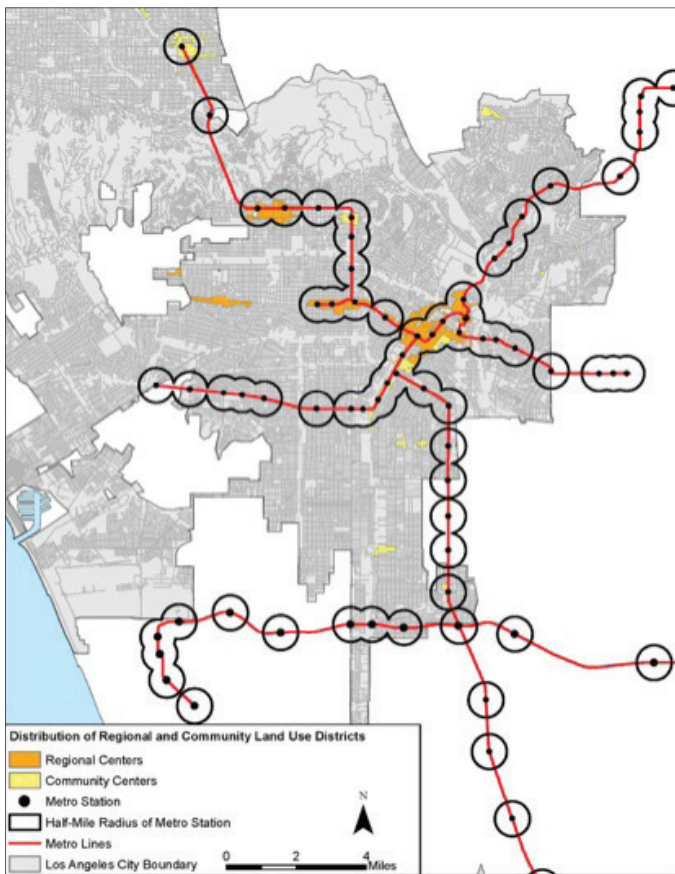 Distribution of Regional and Community Land Use Districts
Regional Centers
Community Centers
Metro Station
Half-Mile Radius of Metro Station
Metro Lines
Los Angeles City Boundary
N
0 2 4
Miles